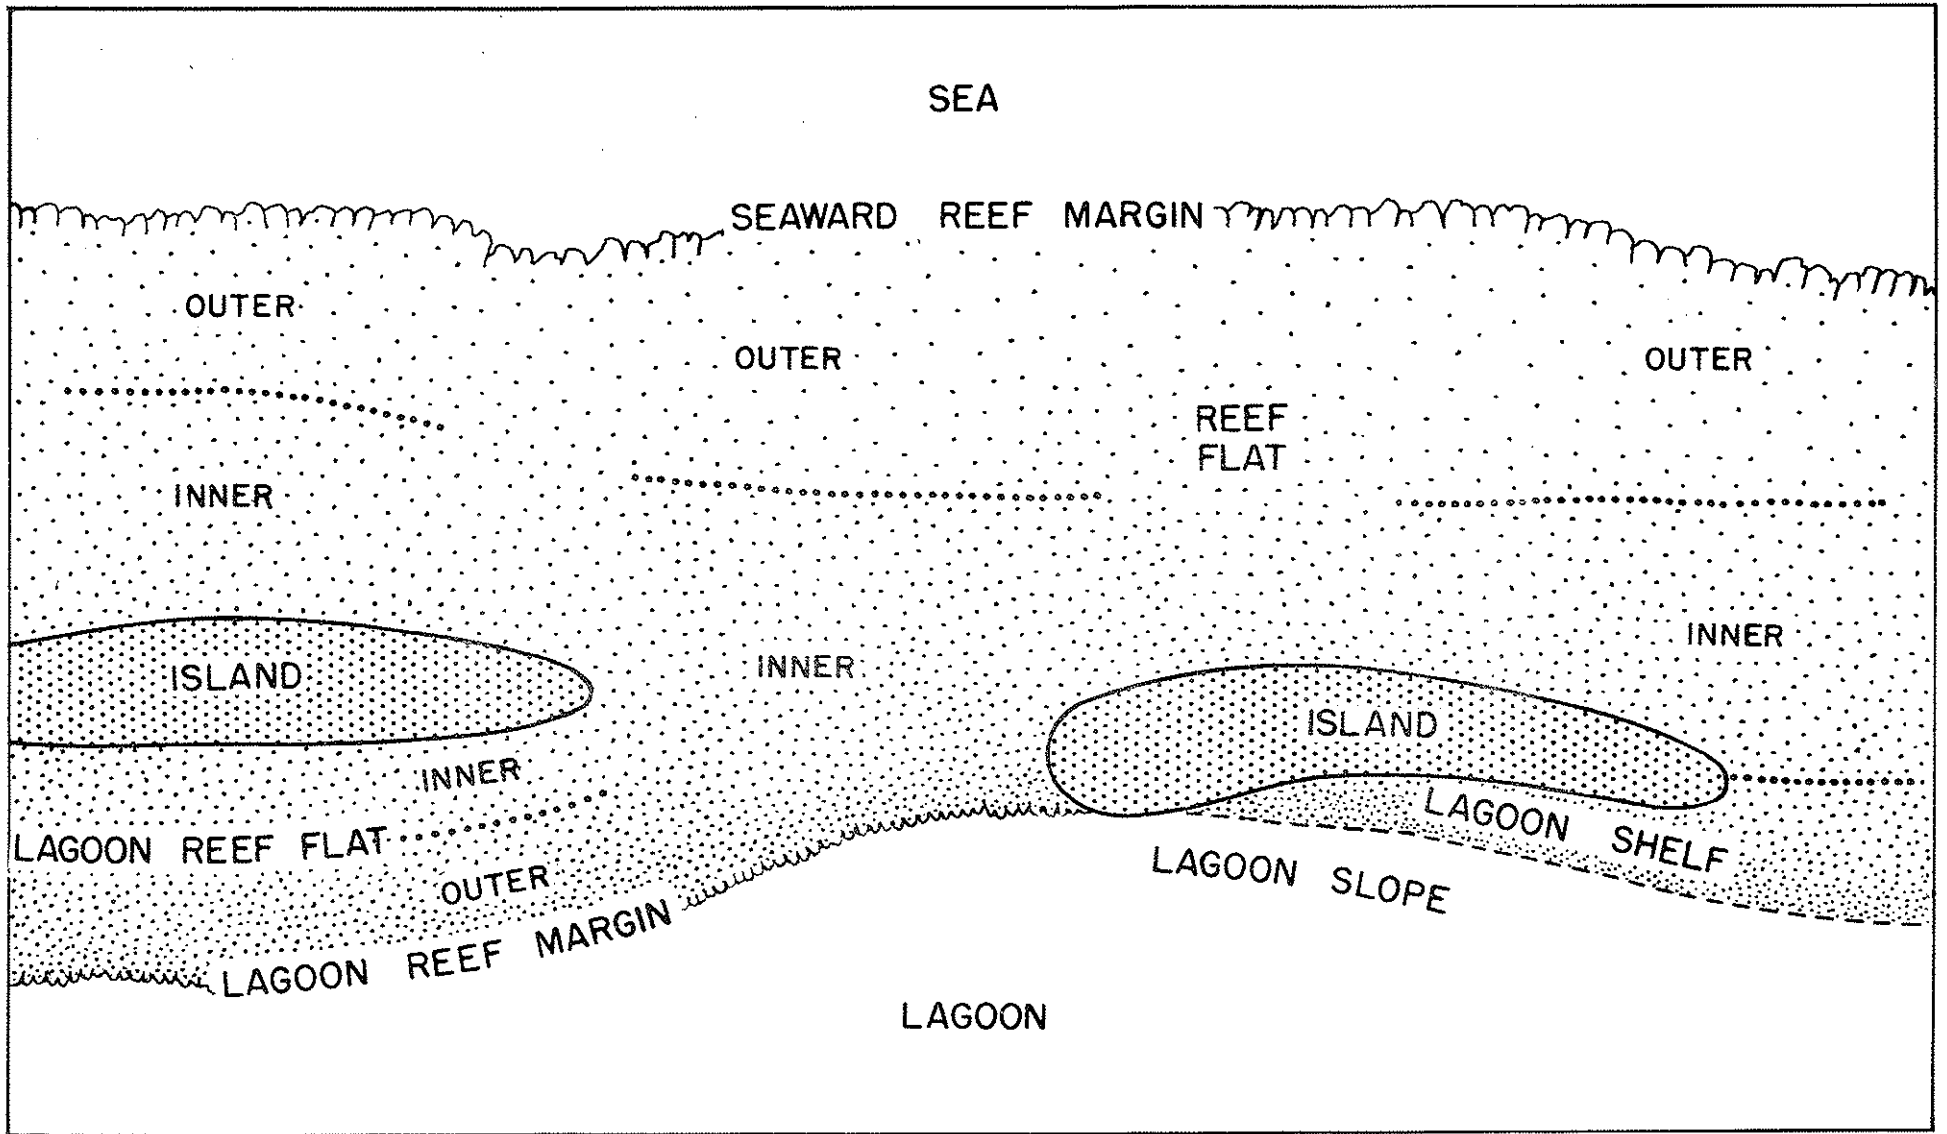 SEA
SEAWARD REEF MARGIN
OUTER
OUTER
OUTER
REEF
FLAT
INNER
INNER
INNER
ISLAND
ISLAND
INNER
LAGOON SHELF
LAGOON REEF FLAT
LAGOON SLOPE
OUTER
LAGOON REEF MARGIN
LAGOON